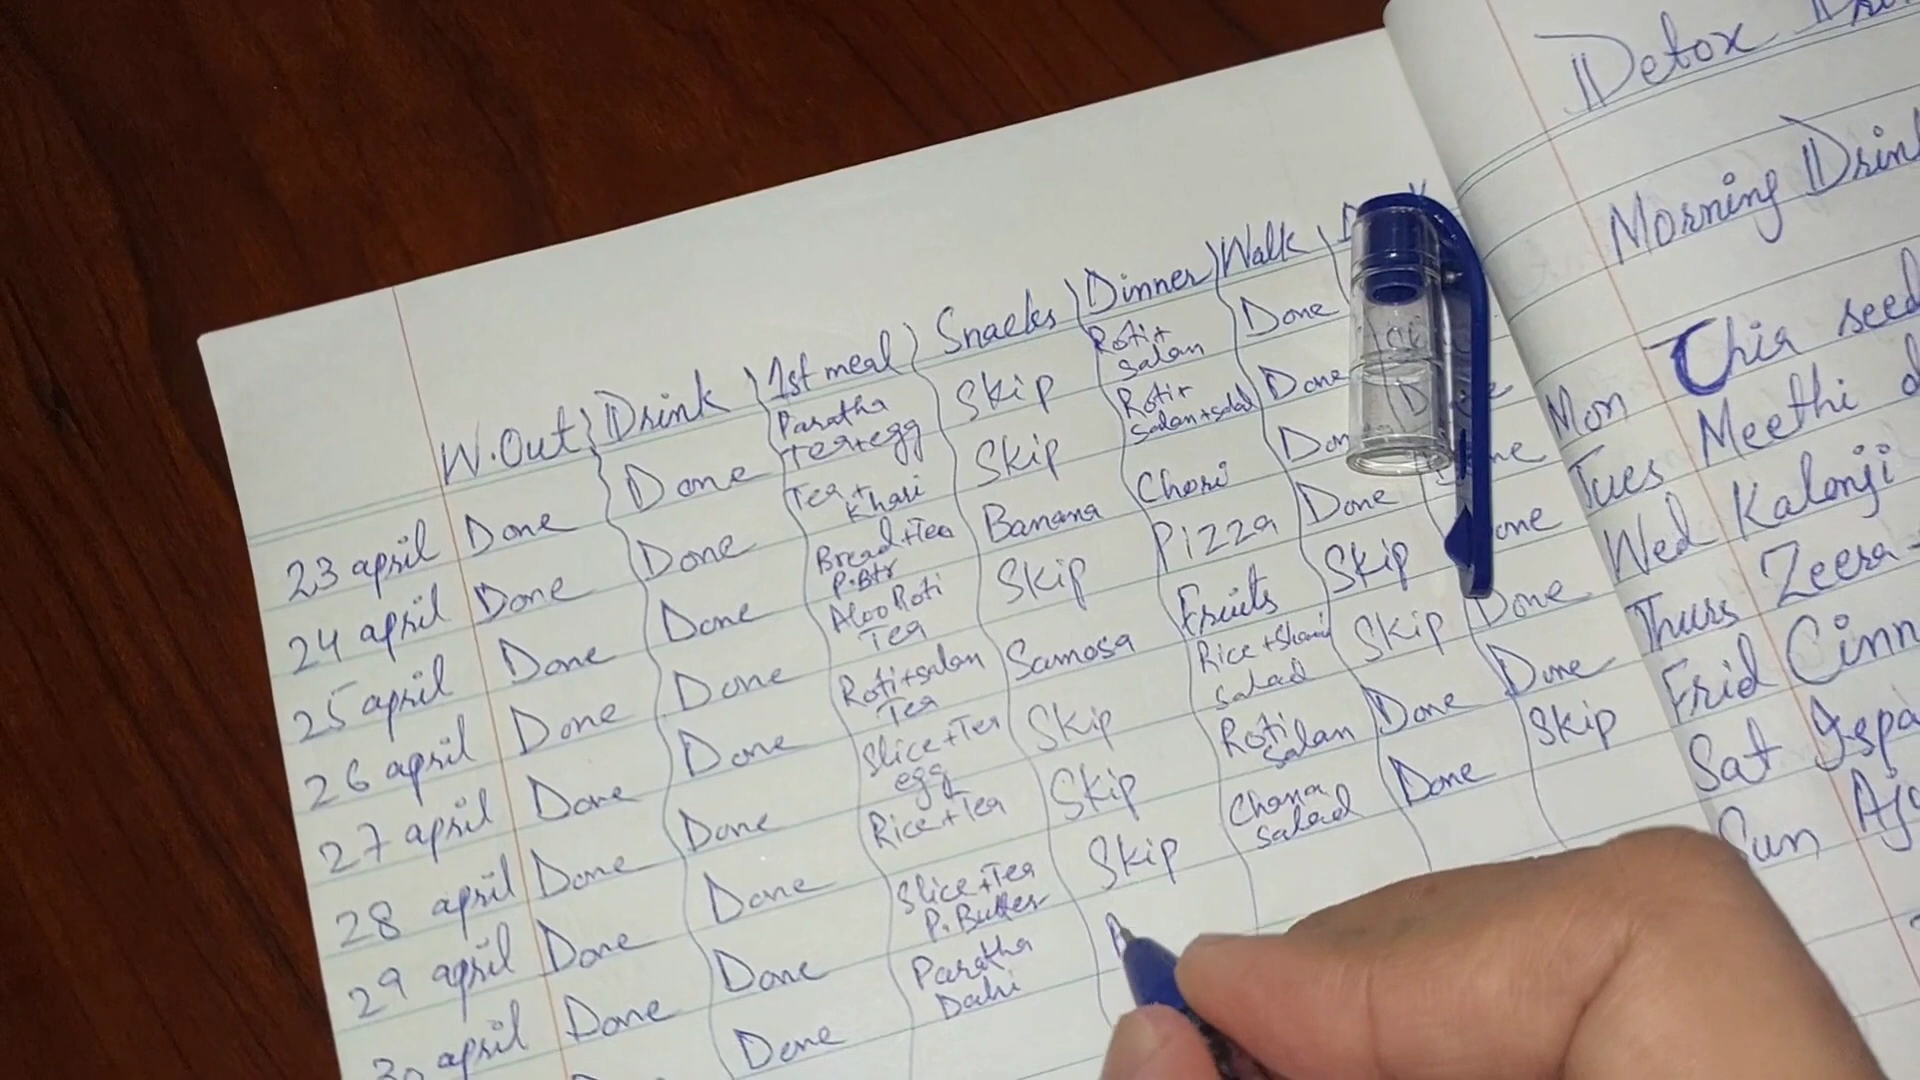 W.Out Drink 1st meal Snacks Dinner Walk
23 april Done Done Paratha Tea+egg Skip Roti+ Salan Done
24 april Done Done Tea + Khari Skip Roti+ Salan+salad Done
25 april Done Done Bread+Tea P.Btr Banana Chori Done
26 april Done Done Aloo Roti Tea Skip Pizza Done Done
27 april Done Done Roti+salan Tea Samosa Fruits Skip Done
28 april Done Done Slice+Tea egg Skip Rice+Shami Salad Skip Done
29 april Done Done Rice+Tea Skip Roti Salan Done Skip
30 april Done Done Slice+Tea P.Butter Skip Chana Salad Done
Done Paratha Dahi
Detox
Morning Drink
Mon Chia seed
Tues Meethi
Wed Kalonji
Thurs Zeera
Frid Cinn
Sat Ispa
Sun Aj